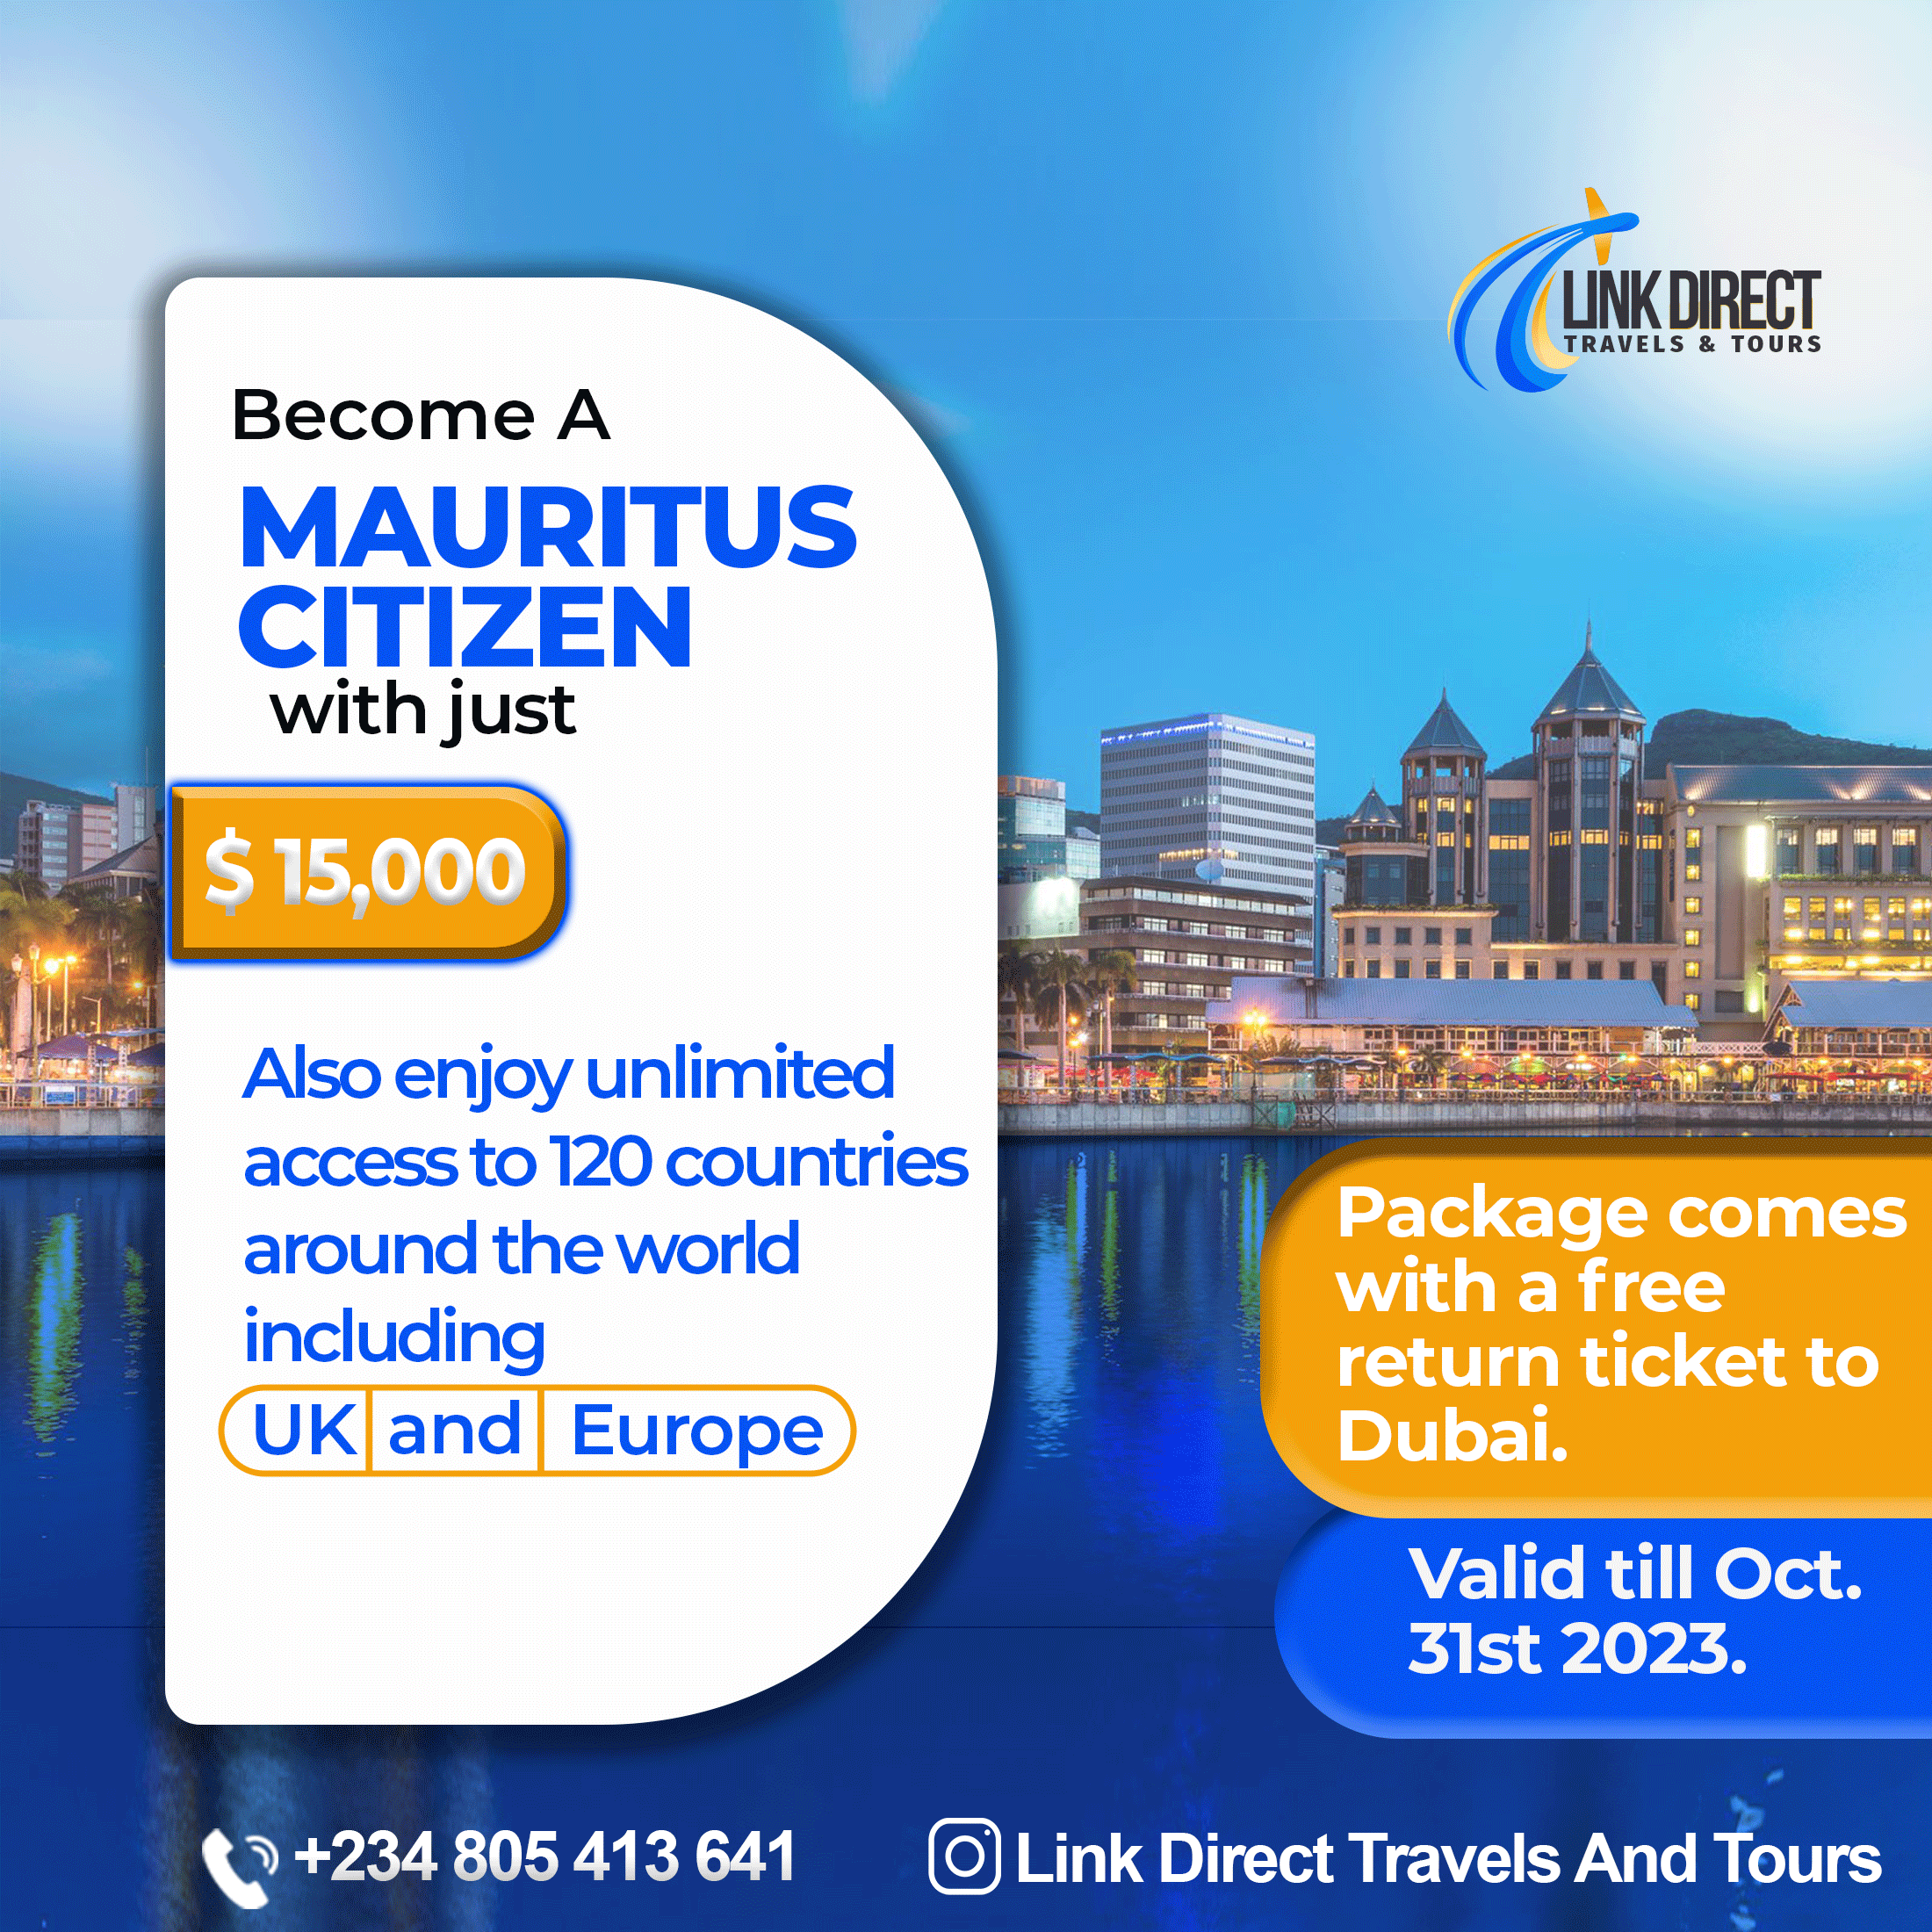 LINK DIRECT
TRAVELS & TOURS
Become A
MAURITUS
CITIZEN
with just
$ 15,000
Also enjoy unlimited
access to 120 countries
around the world
including
UK and Europe
Package comes
with a free
return ticket to
Dubai.
Valid till Oct.
31st 2023.
+234 805 413 641
Link Direct Travels And Tours